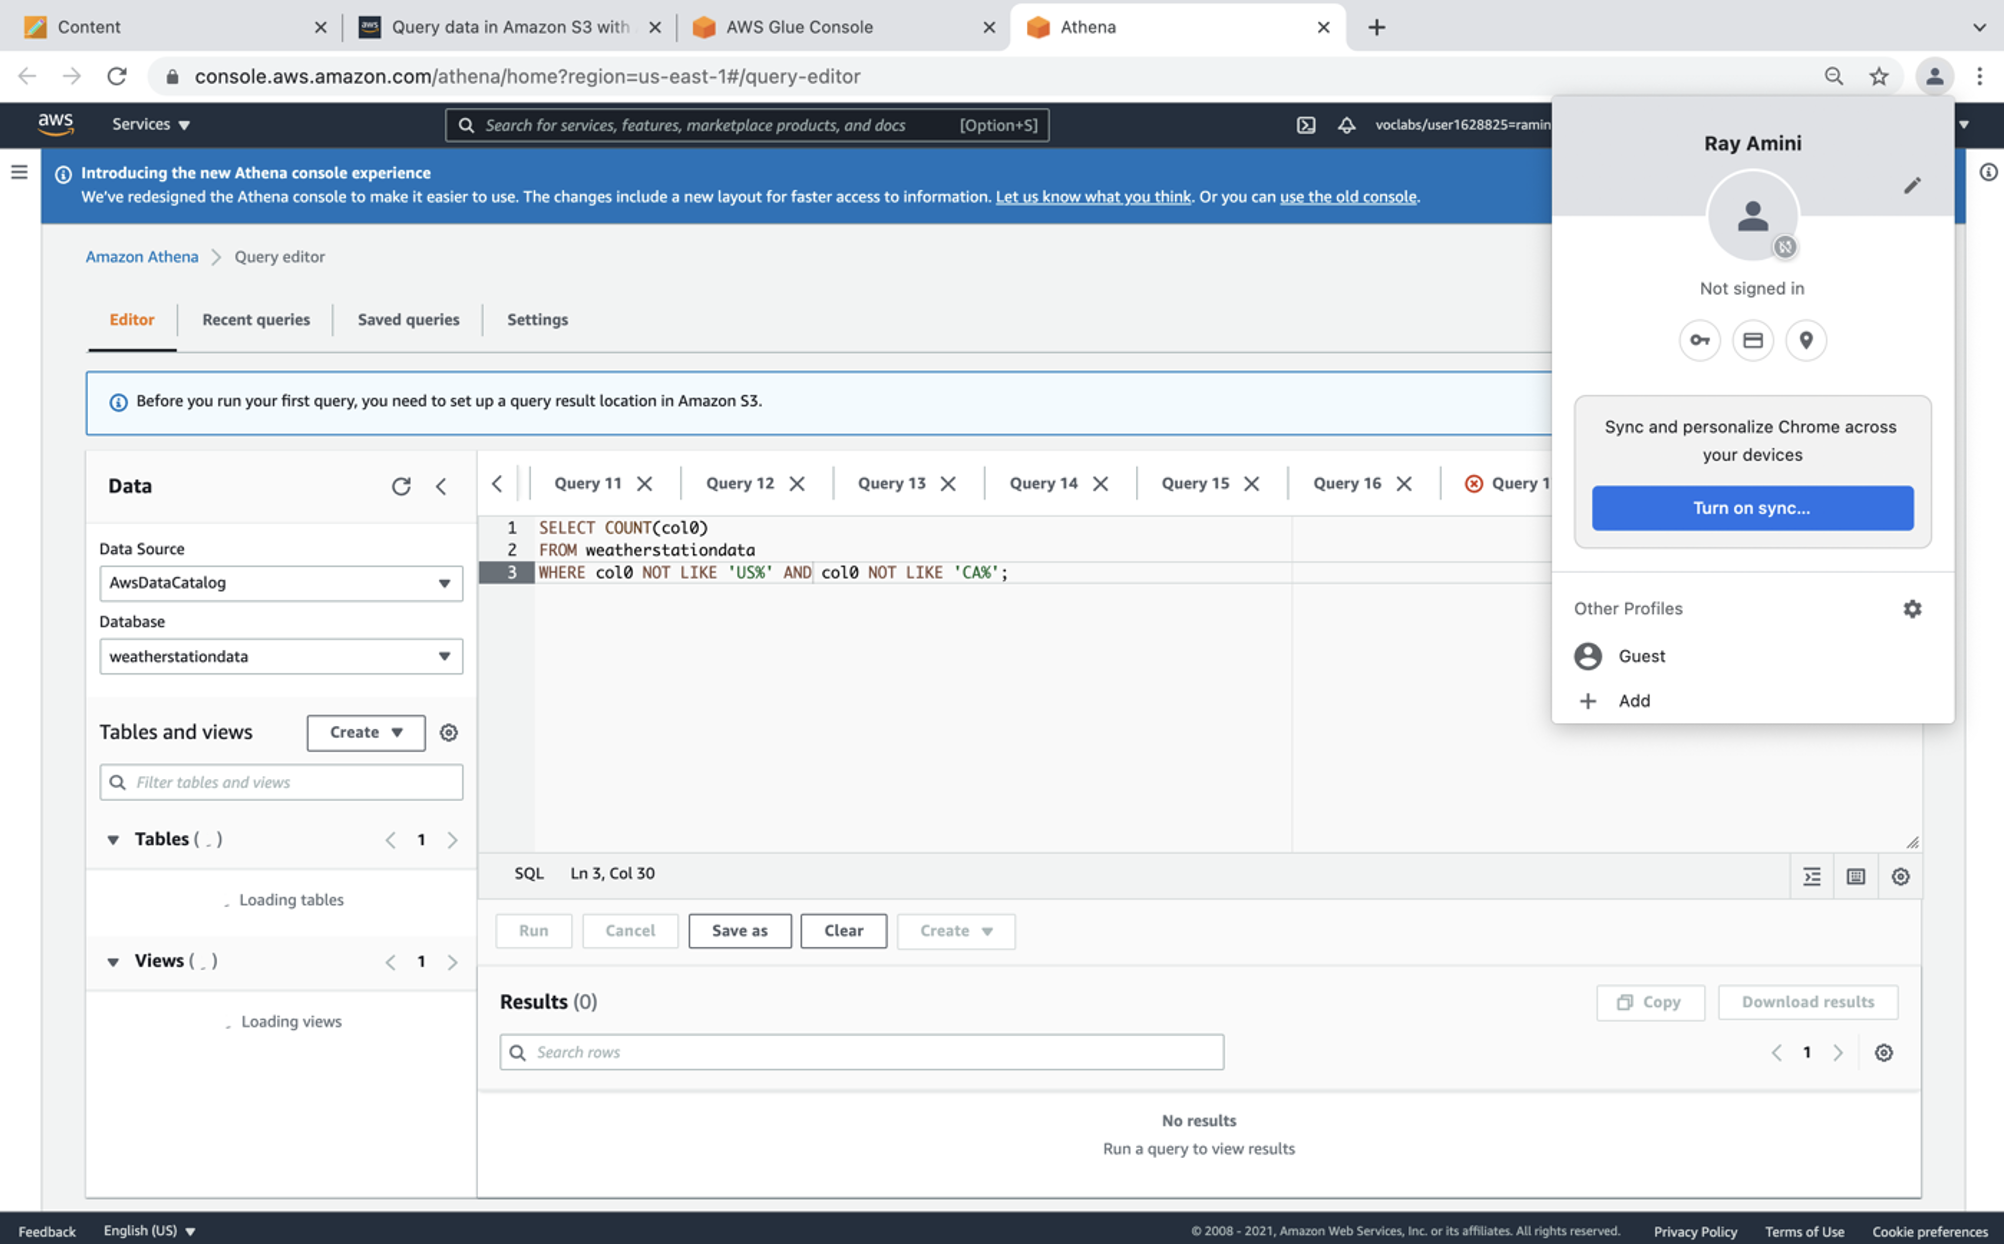 Content
Query data in Amazon S3 with
AWS Glue Console
Athena
console.aws.amazon.com/athena/home?region=us-east-1#/query-editor
aws
Services
Search for services, features, marketplace products, and docs
[Option+S]
voclabs/user1628825=ramin
Introducing the new Athena console experience
We've redesigned the Athena console to make it easier to use. The changes include a new layout for faster access to information. Let us know what you think. Or you can use the old console.
Amazon Athena
Query editor
Editor
Recent queries
Saved queries
Settings
Before you run your first query, you need to set up a query result location in Amazon S3.
Data
Data Source
AwsDataCatalog
Database
weatherstationdata
Tables and views
Create
Filter tables and views
Tables ( )
1
Loading tables
Views ( )
1
Loading views
Query 11
Query 12
Query 13
Query 14
Query 15
Query 16
Query 1
1 SELECT COUNT(col0)
2 FROM weatherstationdata
3 WHERE col0 NOT LIKE 'US%' AND col0 NOT LIKE 'CA%';
SQL
Ln 3, Col 30
Run
Cancel
Save as
Clear
Create
Results (0)
Copy
Download results
Search rows
1
No results
Run a query to view results
Ray Amini
Not signed in
Sync and personalize Chrome across
your devices
Turn on sync...
Other Profiles
Guest
Add
Feedback
English (US)
© 2008 - 2021, Amazon Web Services, Inc. or its affiliates. All rights reserved.
Privacy Policy
Terms of Use
Cookie preferences